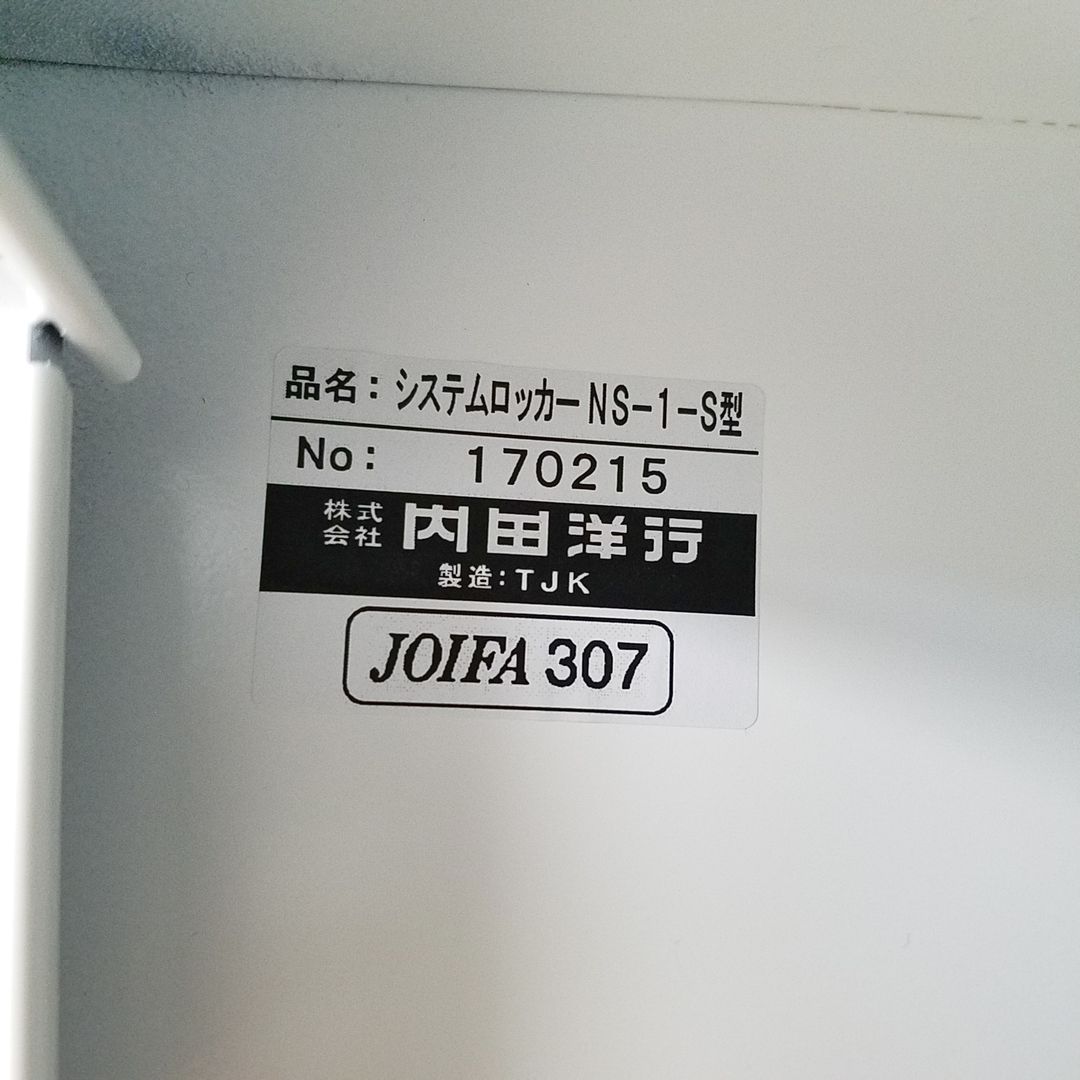 品名：システムロッカーNS－1－S型
No： 170215
株式会社 内田洋行
製造：TJK
JOIFA 307